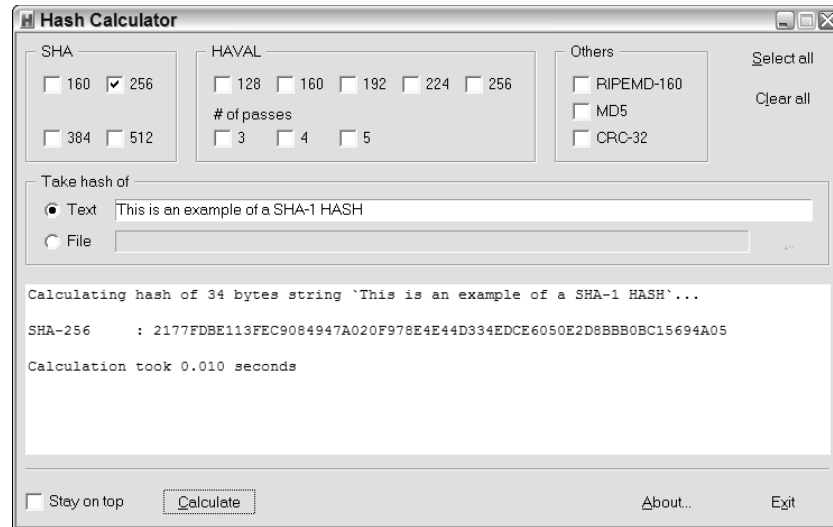 Hash Calculator
SHA
HAVAL
Others
Select all
160 256
128 160 192 224 256
RIPEMD-160
# of passes
MD5
Clear all
384 512
3 4 5
CRC-32
Take hash of
Text This is an example of a SHA-1 HASH
File
...
Calculating hash of 34 bytes string `This is an example of a SHA-1 HASH`...
SHA-256 : 2177FDBE113FEC9084947A020F978E4E44D334EDCE6050E2D8BBB0BC15694A05
Calculation took 0.010 seconds
Stay on top Calculate About... Exit